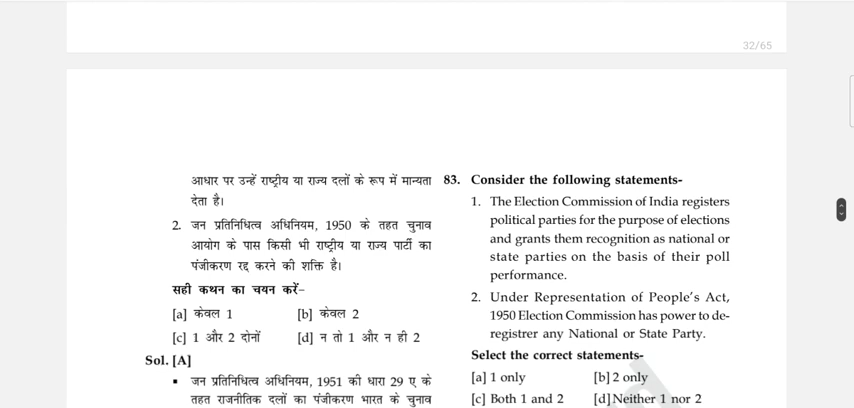 32/65
आधार पर उन्हें राष्ट्रीय या राज्य दलों के रूप में मान्यता
देता है।
2. जन प्रतिनिधित्व अधिनियम, 1950 के तहत चुनाव
आयोग के पास किसी भी राष्ट्रीय या राज्य पार्टी का
पंजीकरण रद्द करने की शक्ति है।
सही कथन का चयन करें–
[a] केवल 1 [b] केवल 2
[c] 1 और 2 दोनों [d] न तो 1 और न ही 2
Sol. [A]
▪ जन प्रतिनिधित्व अधिनियम, 1951 की धारा 29 ए के
तहत राजनीतिक दलों का पंजीकरण भारत के चुनाव
83. Consider the following statements-
1. The Election Commission of India registers
political parties for the purpose of elections
and grants them recognition as national or
state parties on the basis of their poll
performance.
2. Under Representation of People's Act,
1950 Election Commission has power to de-
registrer any National or State Party.
Select the correct statements-
[a] 1 only [b] 2 only
[c] Both 1 and 2 [d] Neither 1 nor 2